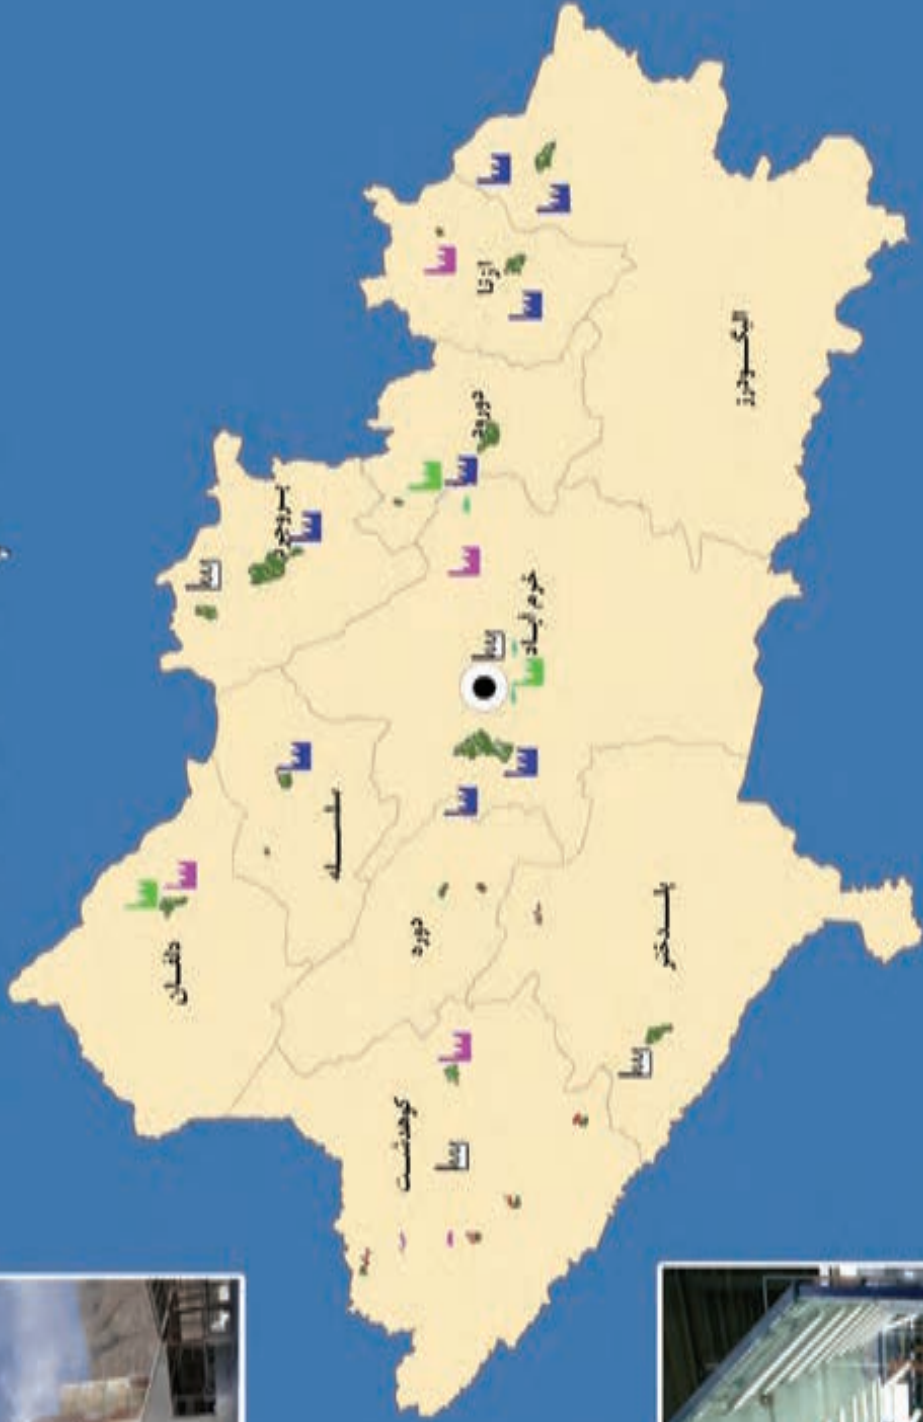 ازنا
الیگودرز
دورود
بروجرد
خرم آباد
سلسله
دلفان
دوره
پلدختر
کوهدشت